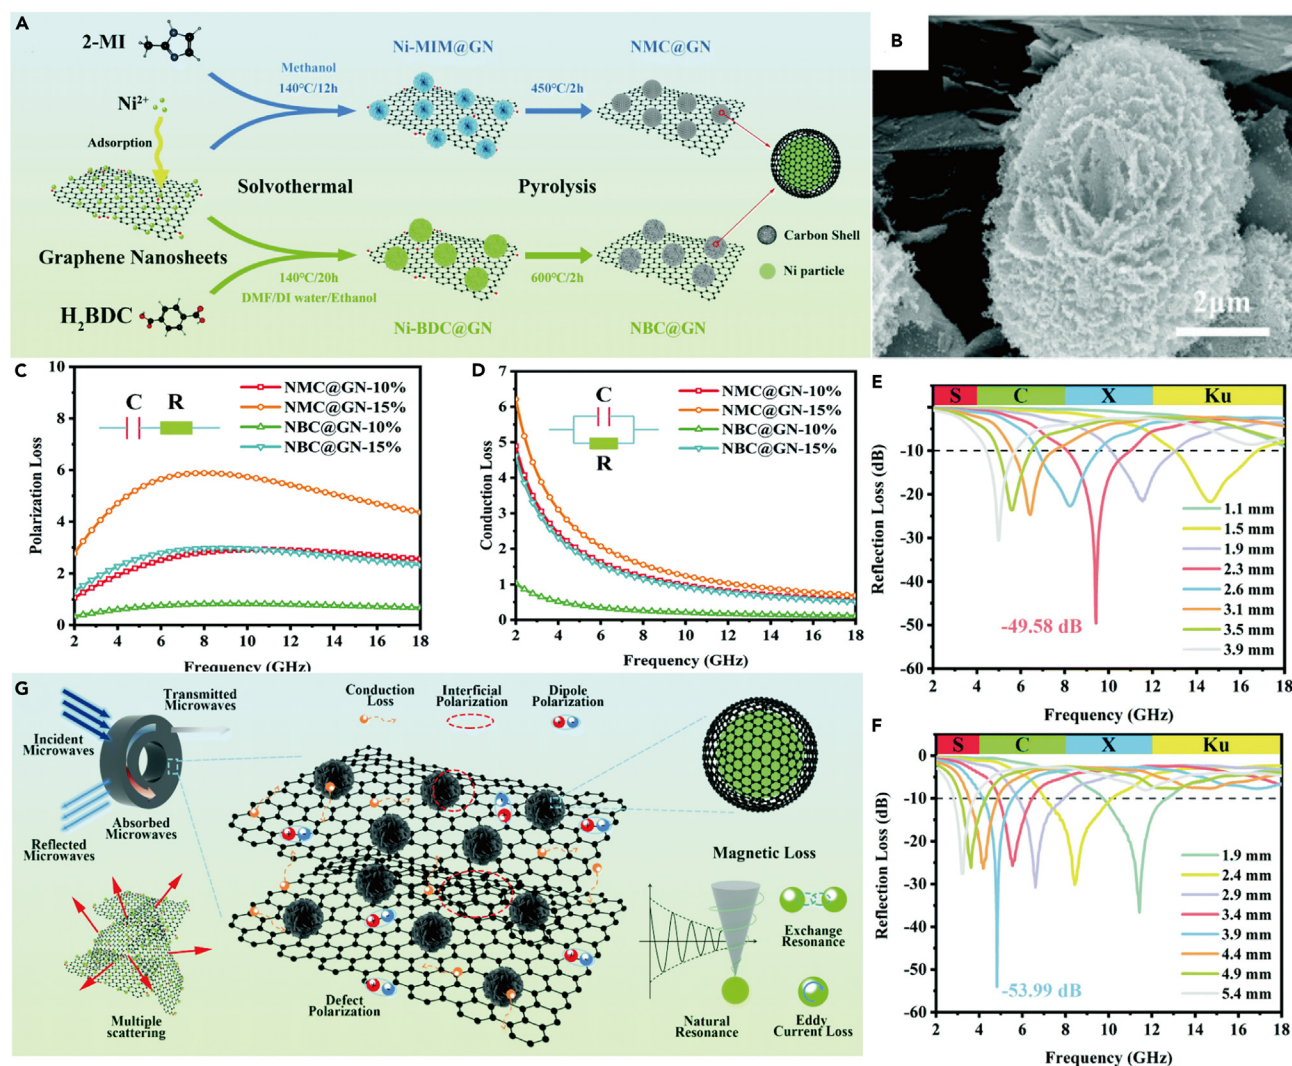 A
2-MI
Ni²⁺
Adsorption
Graphene Nanosheets
H₂BDC
Methanol
140°C/12h
Solvothermal
140°C/20h
DMF/DI water/Ethanol
Ni-MIM@GN
Ni-BDC@GN
450°C/2h
Pyrolysis
600°C/2h
NMC@GN
NBC@GN
Carbon Shell
Ni particle
B
2μm
C
Polarization Loss
10
8
6
4
2
0
C R
NMC@GN-10%
NMC@GN-15%
NBC@GN-10%
NBC@GN-15%
2 4 6 8 10 12 14 16 18
Frequency (GHz)
D
Conduction Loss
7
6
5
4
3
2
1
0
C
R
NMC@GN-10%
NMC@GN-15%
NBC@GN-10%
NBC@GN-15%
2 4 6 8 10 12 14 16 18
Frequency (GHz)
E
S C X Ku
Reflection Loss (dB)
0
-10
-20
-30
-40
-50
-60
1.1 mm
1.5 mm
1.9 mm
2.3 mm
2.6 mm
3.1 mm
3.5 mm
3.9 mm
-49.58 dB
2 4 6 8 10 12 14 16 18
Frequency (GHz)
F
S C X Ku
Reflection Loss (dB)
0
-10
-20
-30
-40
-50
-60
1.9 mm
2.4 mm
2.9 mm
3.4 mm
3.9 mm
4.4 mm
4.9 mm
5.4 mm
-53.99 dB
2 4 6 8 10 12 14 16 18
Frequency (GHz)
G
Transmitted
Microwaves
Incident
Microwaves
Absorbed
Microwaves
Reflected
Microwaves
Multiple
scattering
Conduction
Loss
Interficial
Polarization
Dipole
Polarization
Defect
Polarization
Magnetic Loss
Natural
Resonance
Exchange
Resonance
Eddy
Current Loss